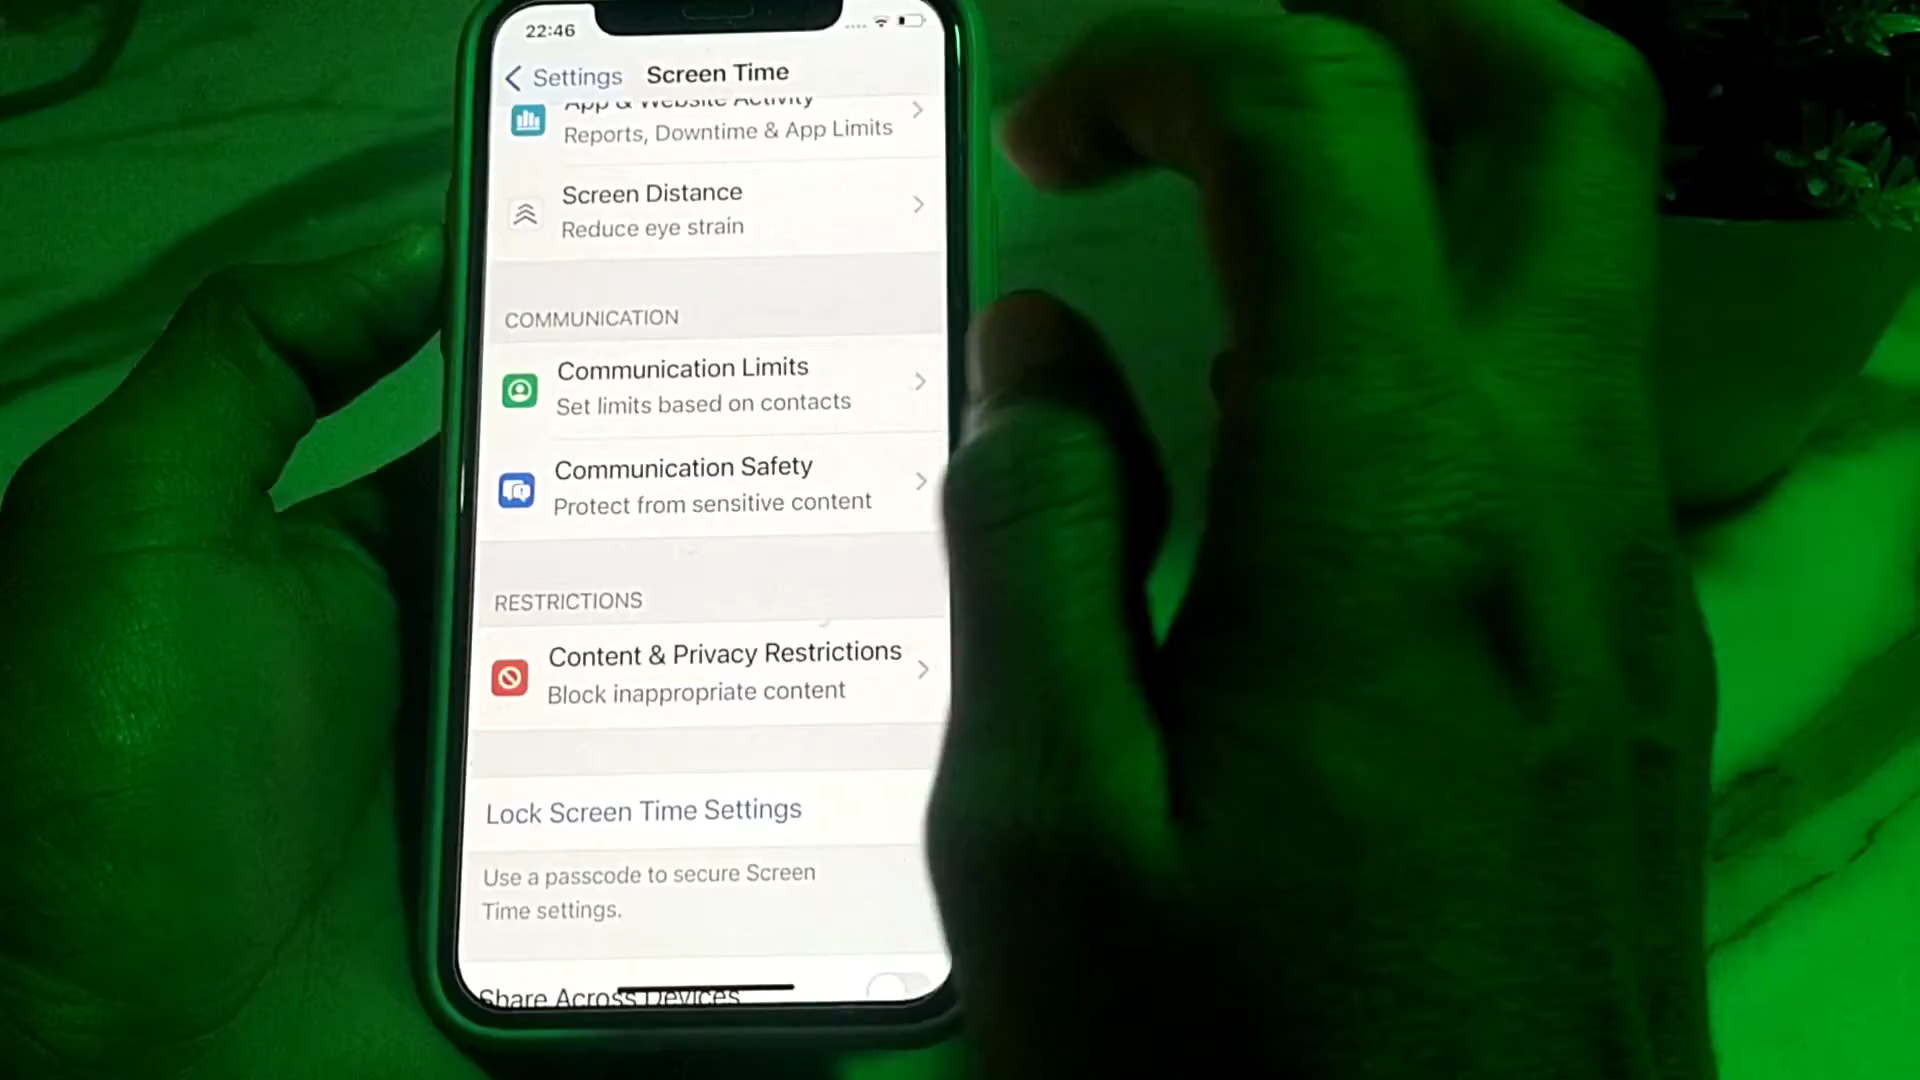 22:46
Settings
Screen Time
App & Website Activity
Reports, Downtime & App Limits
Screen Distance
Reduce eye strain
COMMUNICATION
Communication Limits
Set limits based on contacts
Communication Safety
Protect from sensitive content
RESTRICTIONS
Content & Privacy Restrictions
Block inappropriate content
Lock Screen Time Settings
Use a passcode to secure Screen
Time settings.
Share Across Devices